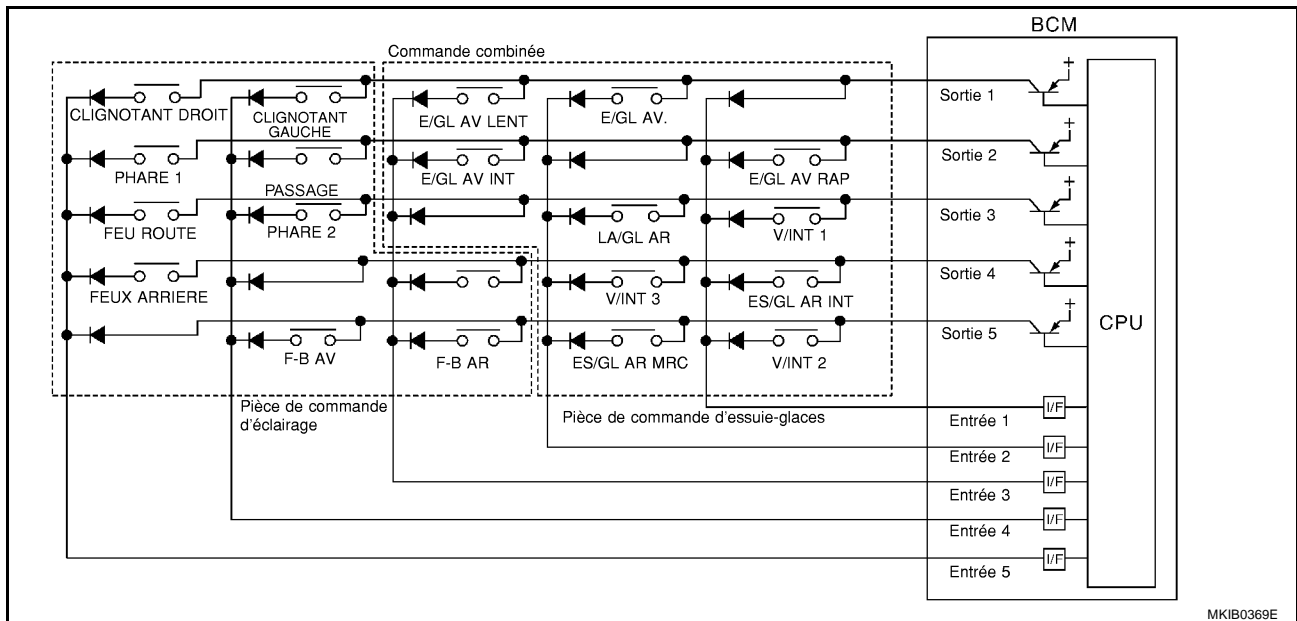 BCM
Commande combinée
Sortie 1
CLIGNOTANT DROIT
CLIGNOTANT
GAUCHE
E/GL AV LENT
E/GL AV.
+
Sortie 2
PHARE 1
PASSAGE
E/GL AV INT
E/GL AV RAP
+
Sortie 3
FEU ROUTE
PHARE 2
LA/GL AR
V/INT 1
+
Sortie 4
FEUX ARRIERE
V/INT 3
ES/GL AR INT
+
Sortie 5
F-B AV
F-B AR
ES/GL AR MRC
V/INT 2
+
CPU
Pièce de commande
d'éclairage
Pièce de commande d'essuie-glaces
Entrée 1
I/F
Entrée 2
I/F
Entrée 3
I/F
Entrée 4
I/F
Entrée 5
I/F
MKIB0369E